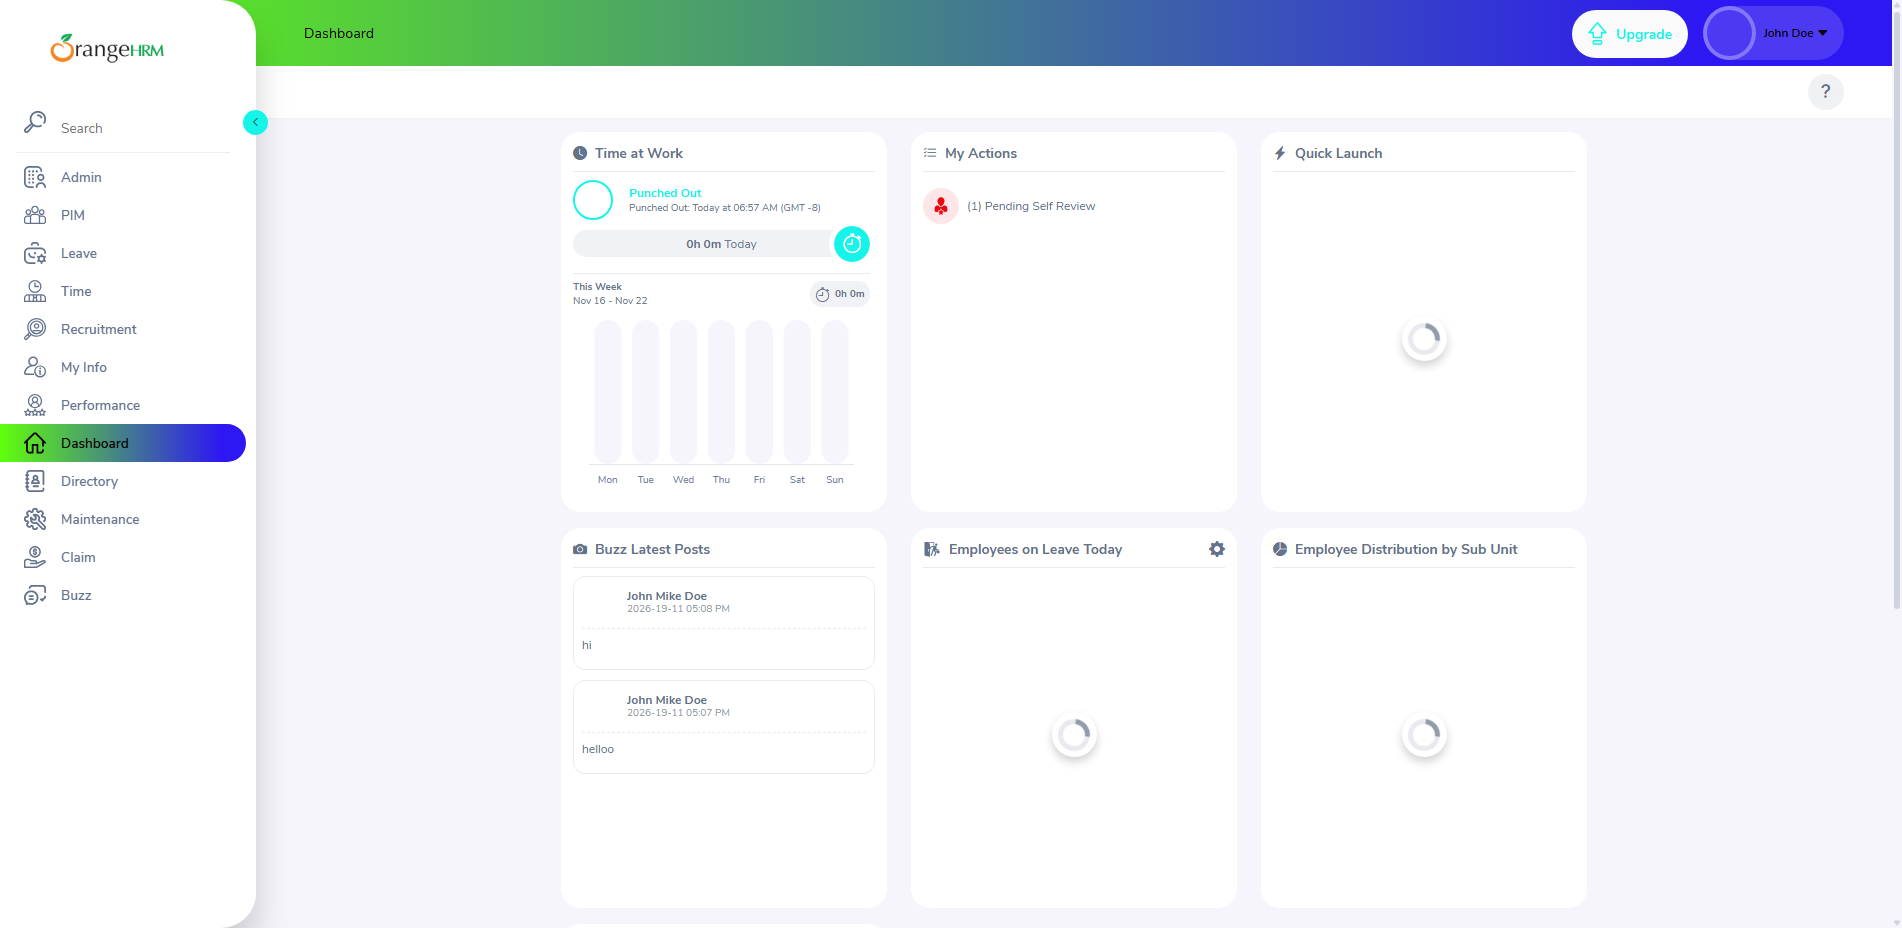 OrangeHRM
Dashboard
Upgrade
John Doe
?
Search
Admin
PIM
Leave
Time
Recruitment
My Info
Performance
Dashboard
Directory
Maintenance
Claim
Buzz
Time at Work
Punched Out
Punched Out: Today at 06:57 AM (GMT -8)
0h 0m Today
This Week
Nov 16 - Nov 22
0h 0m
Mon Tue Wed Thu Fri Sat Sun
My Actions
(1) Pending Self Review
Quick Launch
Buzz Latest Posts
John Mike Doe
2026-19-11 05:08 PM
hi
John Mike Doe
2026-19-11 05:07 PM
helloo
Employees on Leave Today
Employee Distribution by Sub Unit